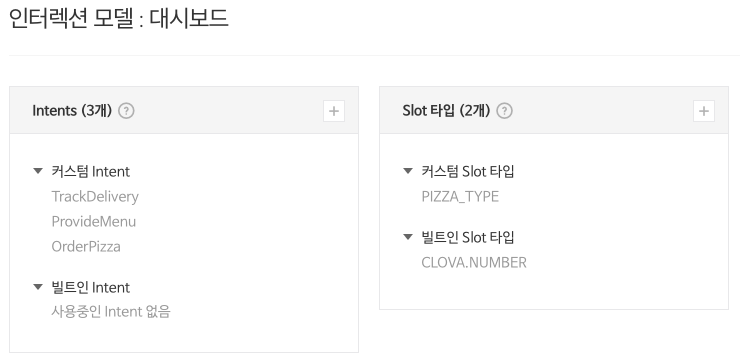 인터렉션 모델 : 대시보드
Intents (3개) ?
+
커스텀 Intent
TrackDelivery
ProvideMenu
OrderPizza
빌트인 Intent
사용중인 Intent 없음
Slot 타입 (2개) ?
+
커스텀 Slot 타입
PIZZA_TYPE
빌트인 Slot 타입
CLOVA.NUMBER